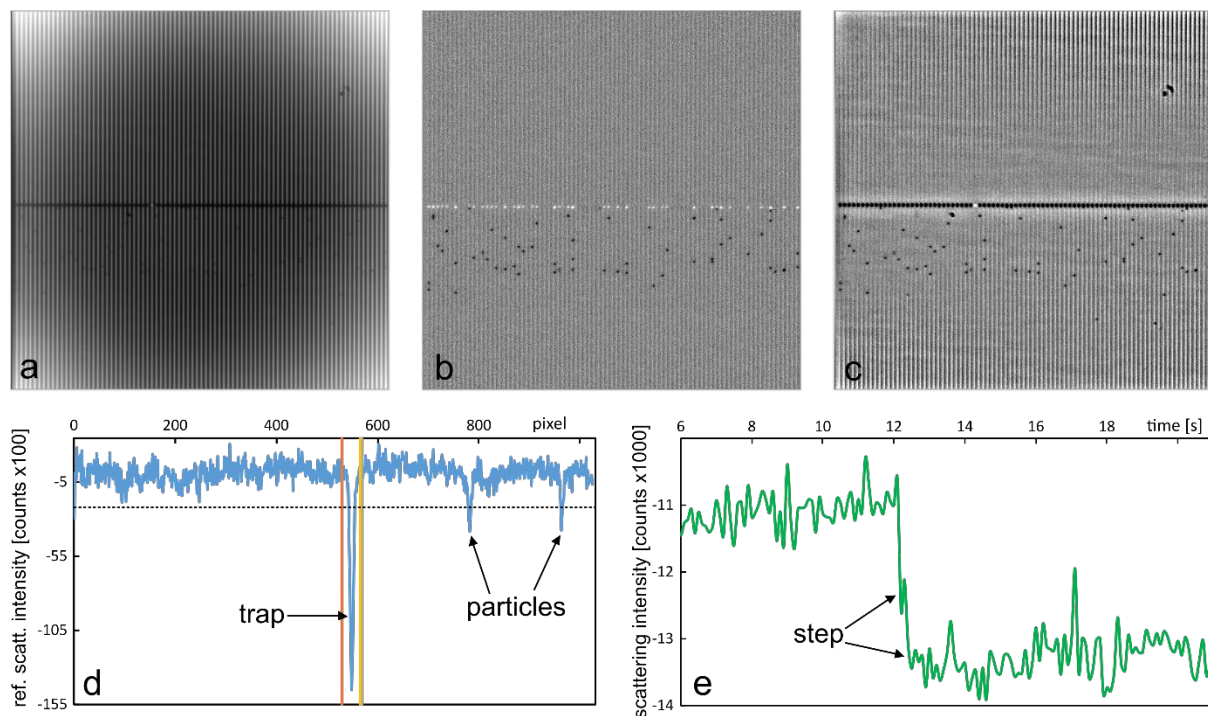 a
b
c
0 200 400 600 800 pixel
-5
-55
-105
-155
ref. scatt. intensity [counts x100]
trap
particles
d
6 8 10 12 14 16 18 time [s]
-11
-12
-13
-14
scattering intensity [counts x1000]
step
e